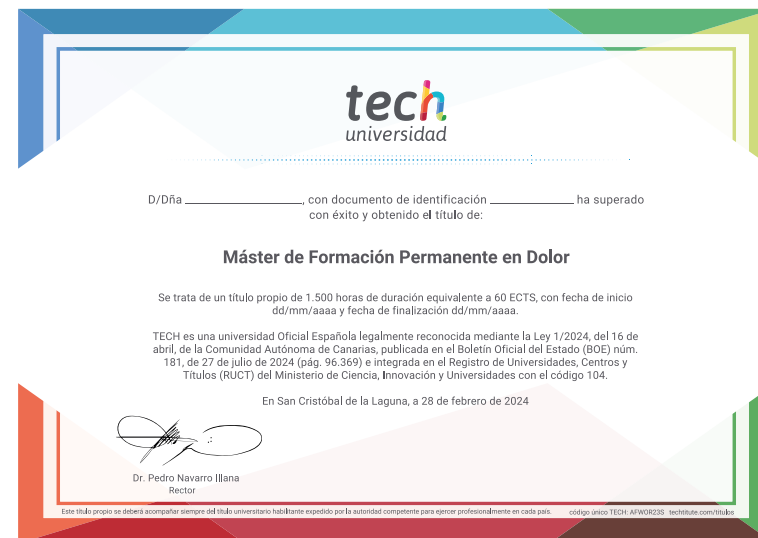 tech
universidad
D/Dña ____________________, con documento de identificación ______________ ha superado
con éxito y obtenido el título de:
Máster de Formación Permanente en Dolor
Se trata de un título propio de 1.500 horas de duración equivalente a 60 ECTS, con fecha de inicio
dd/mm/aaaa y fecha de finalización dd/mm/aaaa.
TECH es una universidad Oficial Española legalmente reconocida mediante la Ley 1/2024, del 16 de
abril, de la Comunidad Autónoma de Canarias, publicada en el Boletín Oficial del Estado (BOE) núm.
181, de 27 de julio de 2024 (pág. 96.369) e integrada en el Registro de Universidades, Centros y
Títulos (RUCT) del Ministerio de Ciencia, Innovación y Universidades con el código 104.
En San Cristóbal de la Laguna, a 28 de febrero de 2024
Dr. Pedro Navarro Illana
Rector
Este título propio se deberá acompañar siempre del título universitario habilitante expedido por la autoridad competente para ejercer profesionalmente en cada país. código único TECH: AFWOR23S techtitute.com/titulos